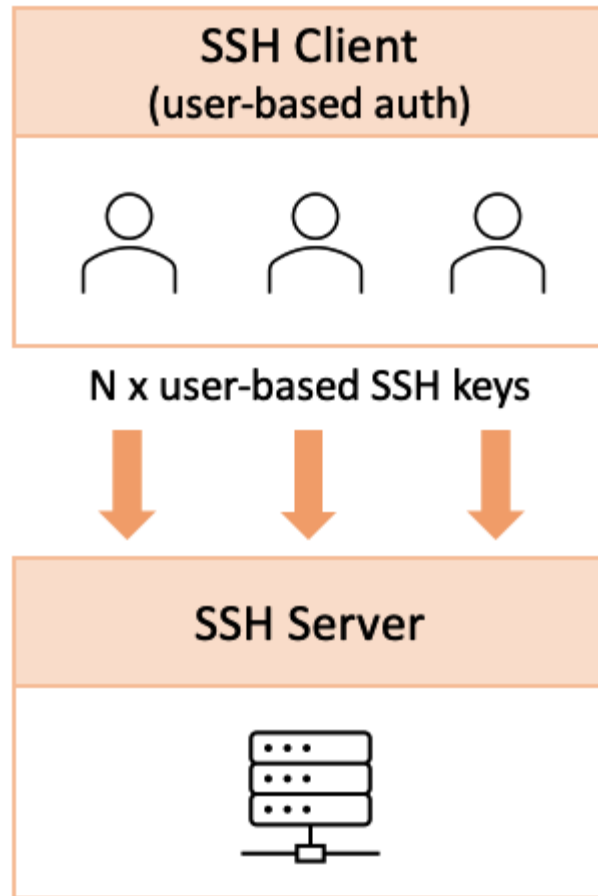 SSH Client
(user-based auth)
N x user-based SSH keys
SSH Server